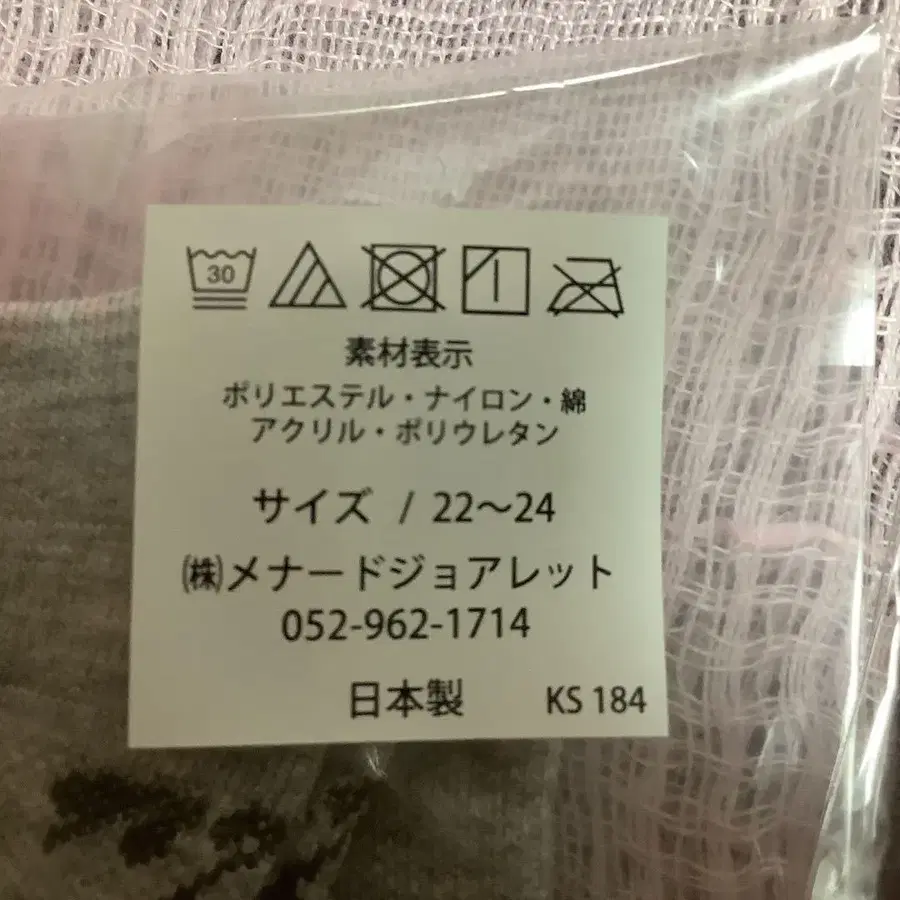 30
素材表示
ポリエステル・ナイロン・綿
アクリル・ポリウレタン
サイズ / 22〜24
㈱メナードジョアレット
052-962-1714
日本製 KS 184